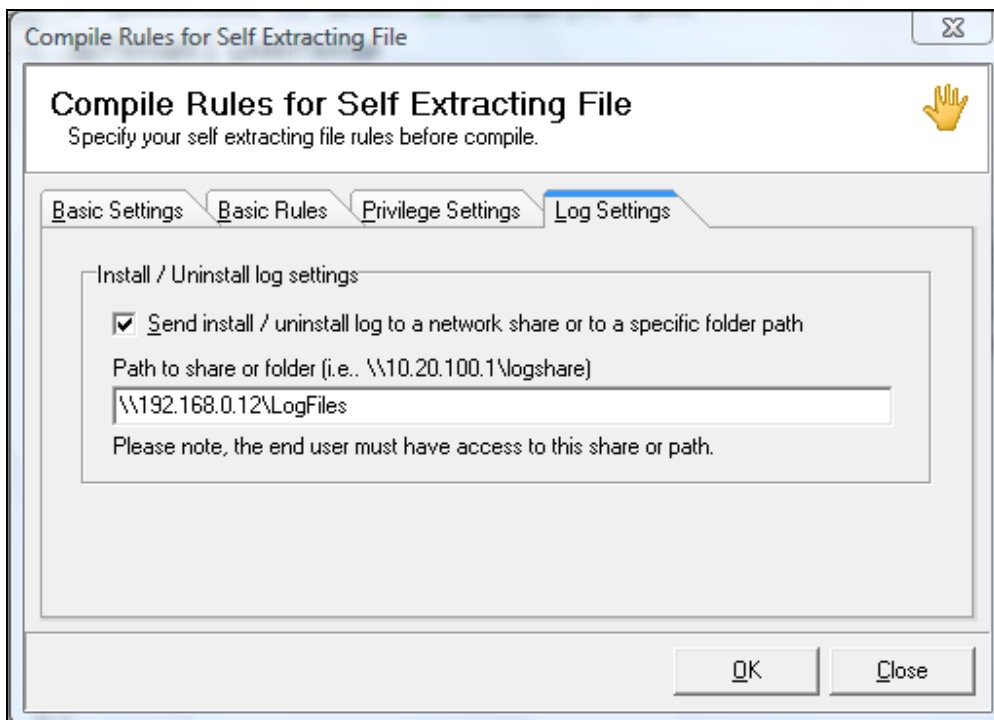 Compile Rules for Self Extracting File
Compile Rules for Self Extracting File
Specify your self extracting file rules before compile.
Basic Settings Basic Rules Privilege Settings Log Settings
Install / Uninstall log settings
Send install / uninstall log to a network share or to a specific folder path
Path to share or folder (i.e.. \\10.20.100.1\logshare)
\\192.168.0.12\LogFiles
Please note, the end user must have access to this share or path.
OK Close